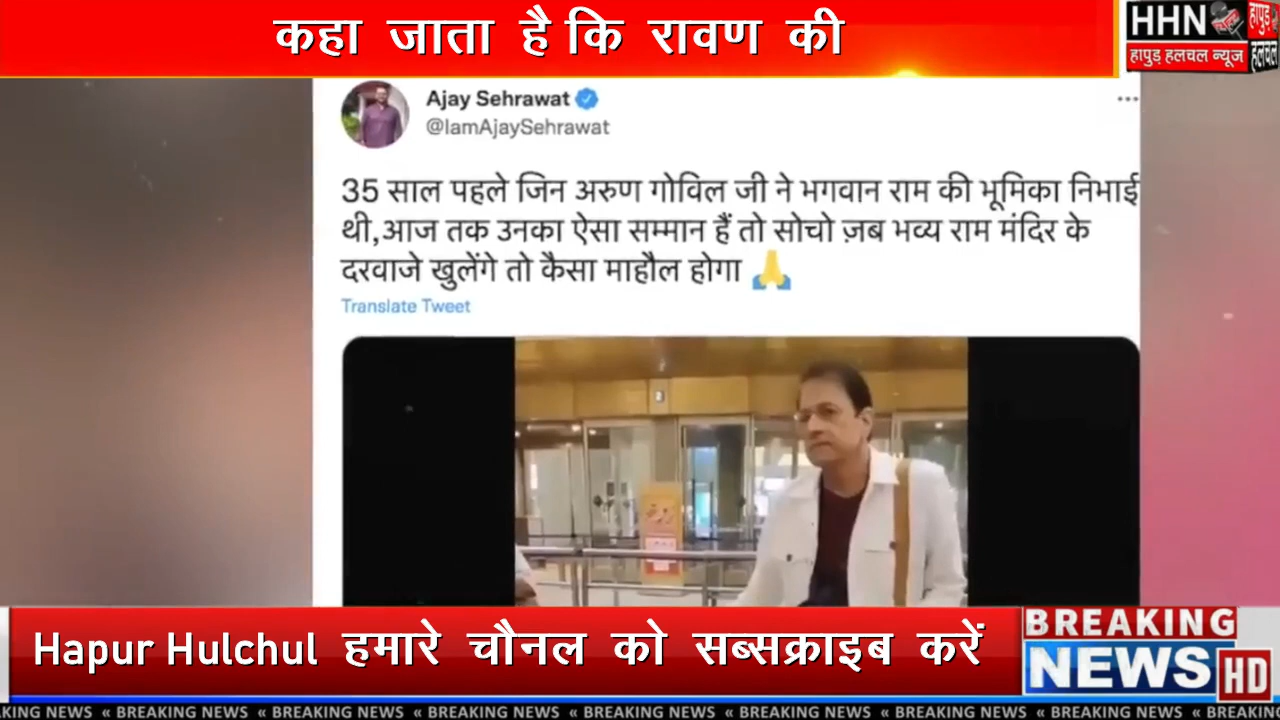 कहा जाता है कि रावण की
HHN
हापुड़ हलचल न्यूज
हापुड़
हलचल
Ajay Sehrawat
@IamAjaySehrawat
35 साल पहले जिन अरुण गोविल जी ने भगवान राम की भूमिका निभाई
थी,आज तक उनका ऐसा सम्मान हैं तो सोचो ज़ब भव्य राम मंदिर के
दरवाजे खुलेंगे तो कैसा माहौल होगा 🙏
Translate Tweet
Hapur Hulchul हमारे चौनल को सब्सक्राइब करें
BREAKING
NEWS HD
KING NEWS « BREAKING NEWS « BREAKING NEWS « BREAKING NEWS « BREAKING NEWS « BREAKING NEWS « BREAKING NEWS « BREAKING NEWS « BREAKING